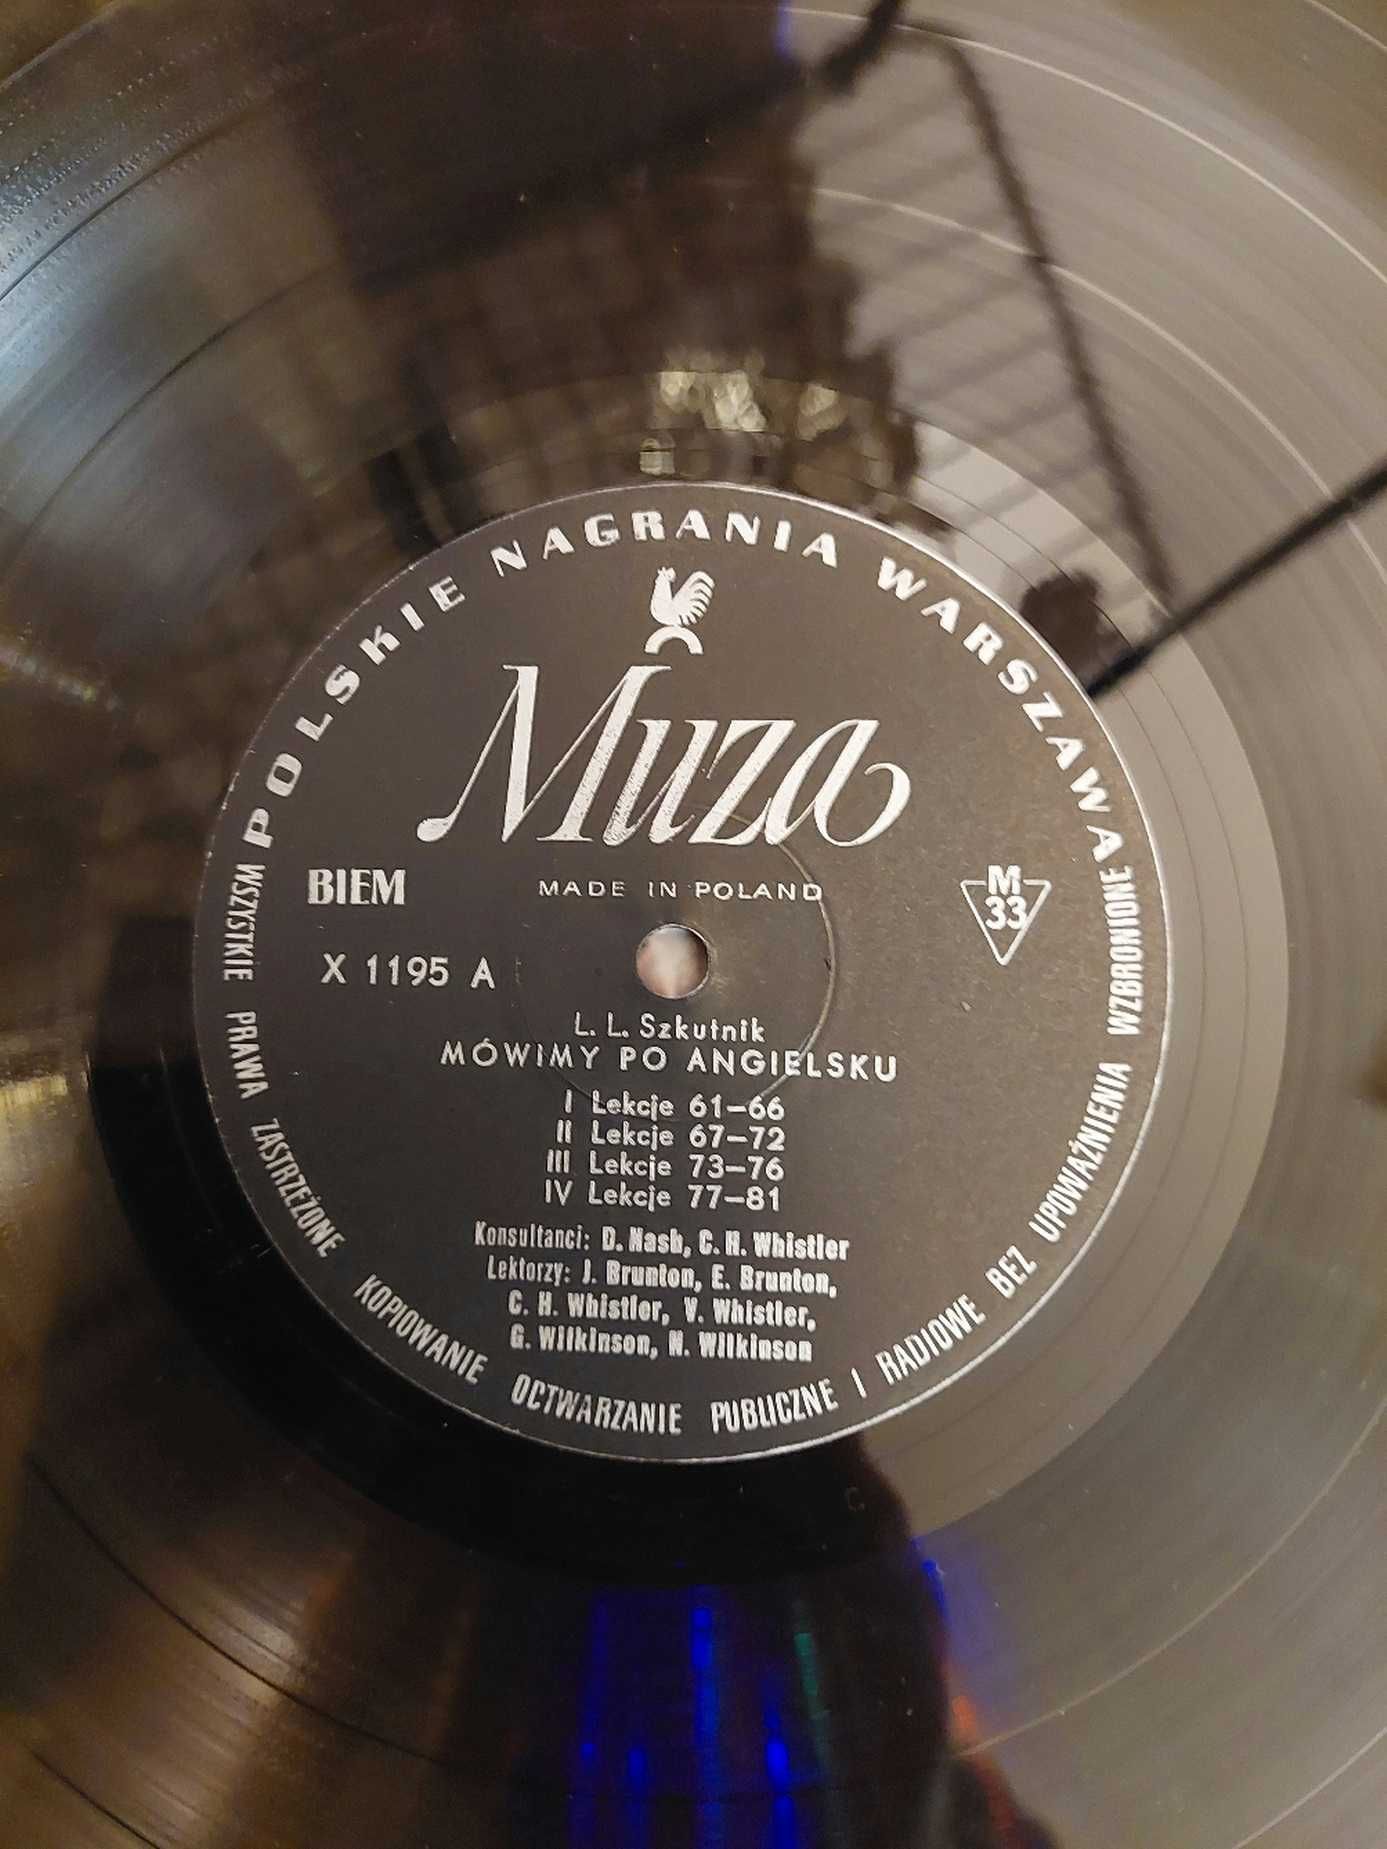 POLSKIE NAGRANIA WARSZAWA
Muza
BIEM
MADE IN POLAND
M
33
X 1195 A
L. L. Szkutnik
MÓWIMY PO ANGIELSKU
I Lekcje 61–66
II Lekcje 67–72
III Lekcje 73–76
IV Lekcje 77–81
Konsultanci: D. Nash, C. H. Whistler
Lektorzy: J. Brunton, E. Brunton,
C. H. Whistler, V. Whistler,
G. Wilkinson, N. Wilkinson
WSZYSTKIE PRAWA ZASTRZEŻONE KOPIOWANIE OCTWARZANIE PUBLICZNE I RADIOWE BEZ UPOWAŻNIENIA WZBRONIONE